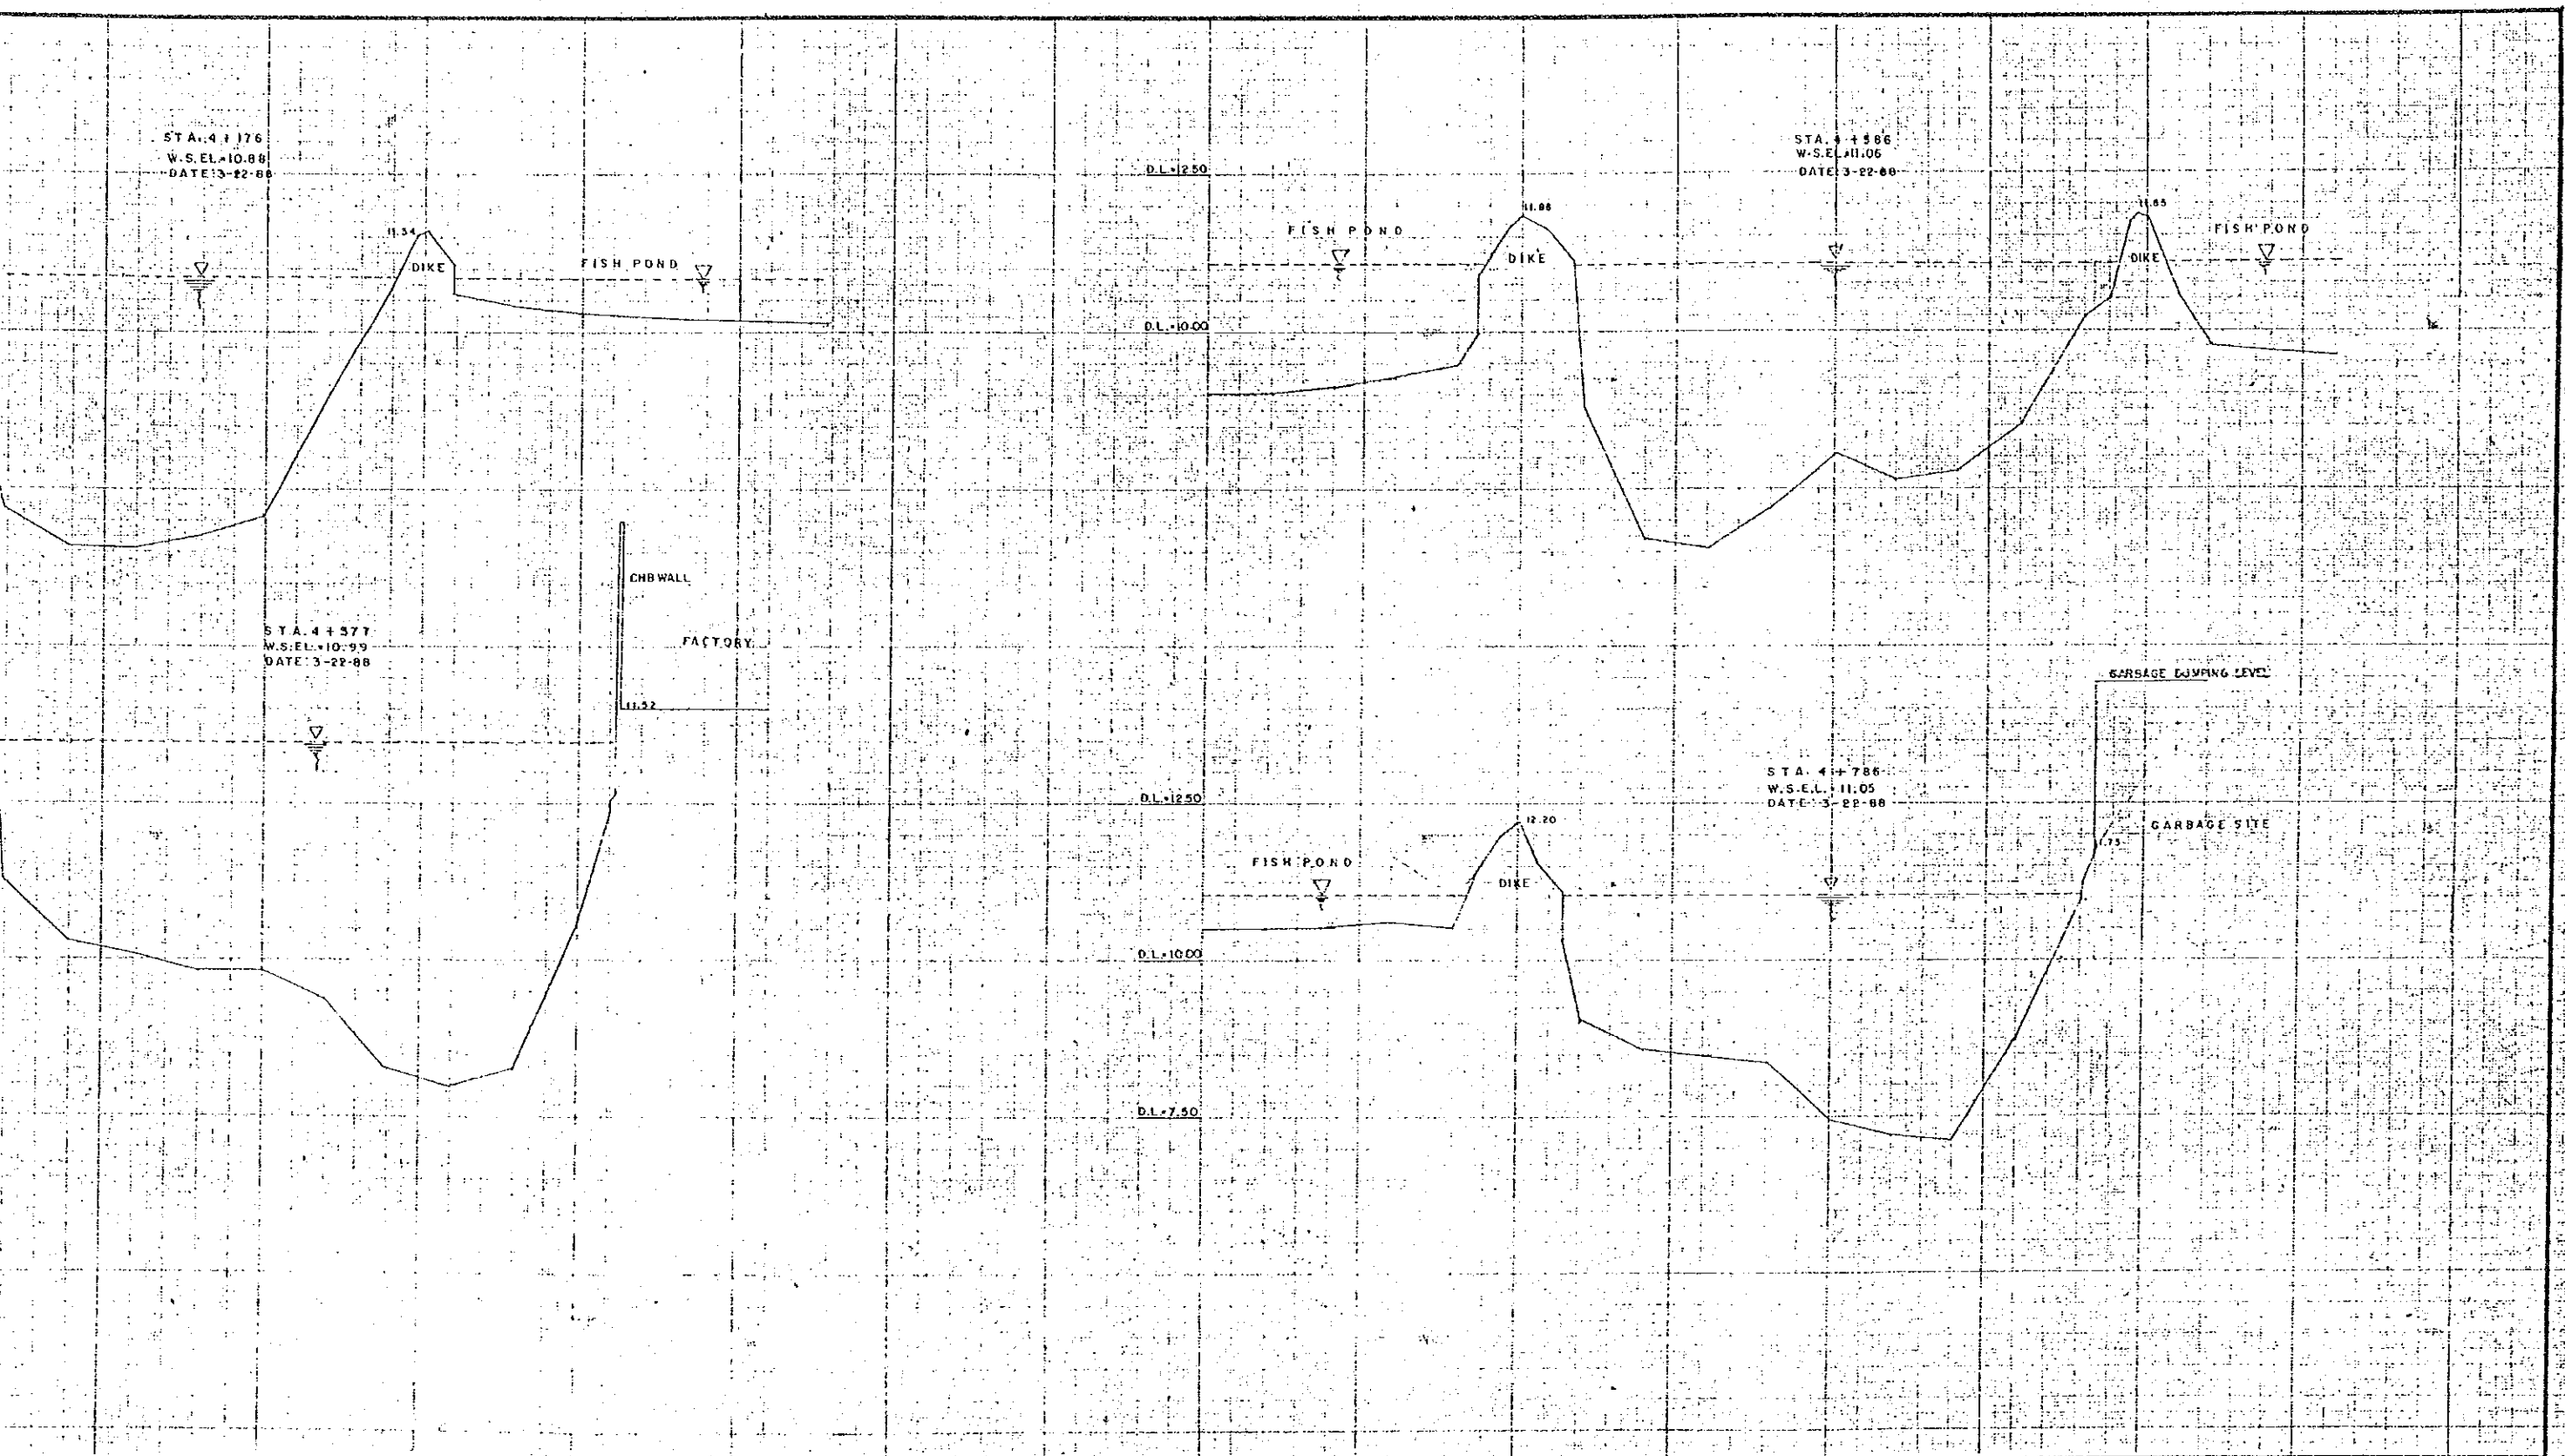 STA. 4 + 176
W.S.EL.=10.88
DATE: 3-22-88
11.54
DIKE
FISH POND
STA. 4 + 377
W.S.EL.=10.99
DATE: 3-22-88
CHB WALL
FACTORY
11.52
D.L.=12.50
D.L.=10.00
FISH POND
11.86
DIKE
STA. 4 + 586
W.S.EL.=11.06
DATE: 3-22-88
11.85
DIKE
FISH POND
D.L.=12.50
D.L.=10.00
D.L.=7.50
FISH POND
12.20
DIKE
STA. 4 + 786
W.S.E.L.=11.05
DATE: 3-22-88
GARBAGE DUMPING LEVEL
GARBAGE SITE